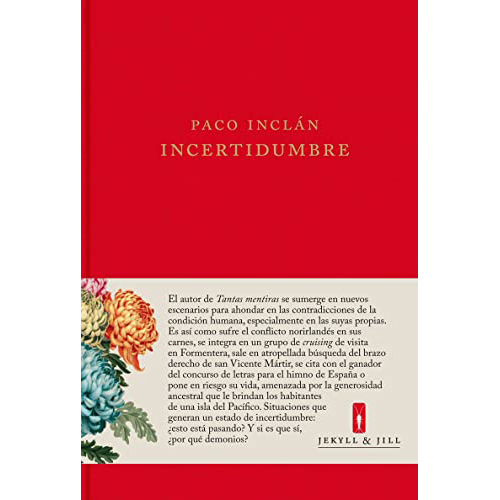 PACO INCLÁN
INCERTIDUMBRE
El autor de Tantas mentiras se sumerge en nuevos
escenarios para ahondar en las contradicciones de la
condición humana, especialmente en las suyas propias.
Es así como sufre el conflicto norirlandés en sus
carnes, se integra en un grupo de cruising de visita
en Formentera, sale en atropellada búsqueda del brazo
derecho de san Vicente Mártir, se cita con el ganador
del concurso de letras para el himno de España o
pone en riesgo su vida, amenazada por la generosidad
ancestral que le brindan los habitantes
de una isla del Pacífico. Situaciones que
generan un estado de incertidumbre:
¿esto está pasando? Y si es que sí,
¿por qué demonios?
JEKYLL & JILL